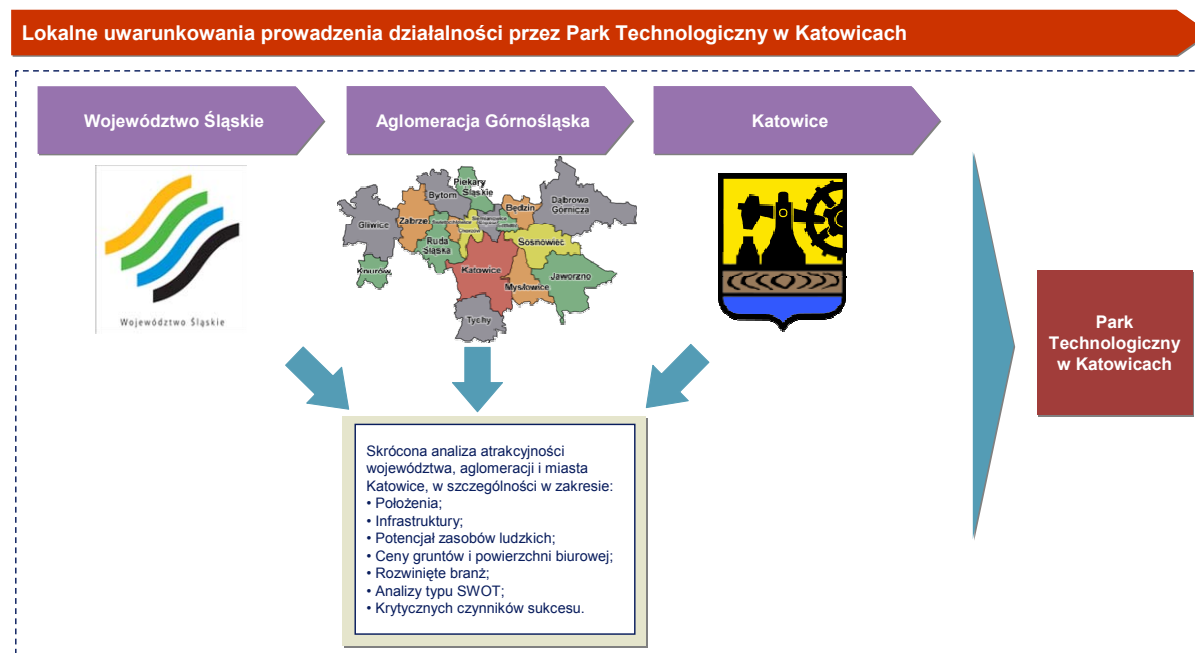 Lokalne uwarunkowania prowadzenia działalności przez Park Technologiczny w Katowicach
Województwo Śląskie
Aglomeracja Górnośląska
Katowice
Województwo Śląskie
Piekary
Śląskie
Bytom
Dąbrowa
Górnicza
Będzin
Gliwice
Zabrze
Sosnowiec
Ruda
Śląska
Knurów
Katowice
Jaworzno
Mysłowice
Tychy
Park
Technologiczny
w Katowicach
Skrócona analiza atrakcyjności
województwa, aglomeracji i miasta
Katowice, w szczególności w zakresie:
• Położenia;
• Infrastruktury;
• Potencjał zasobów ludzkich;
• Ceny gruntów i powierzchni biurowej;
• Rozwinięte branż;
• Analizy typu SWOT;
• Krytycznych czynników sukcesu.